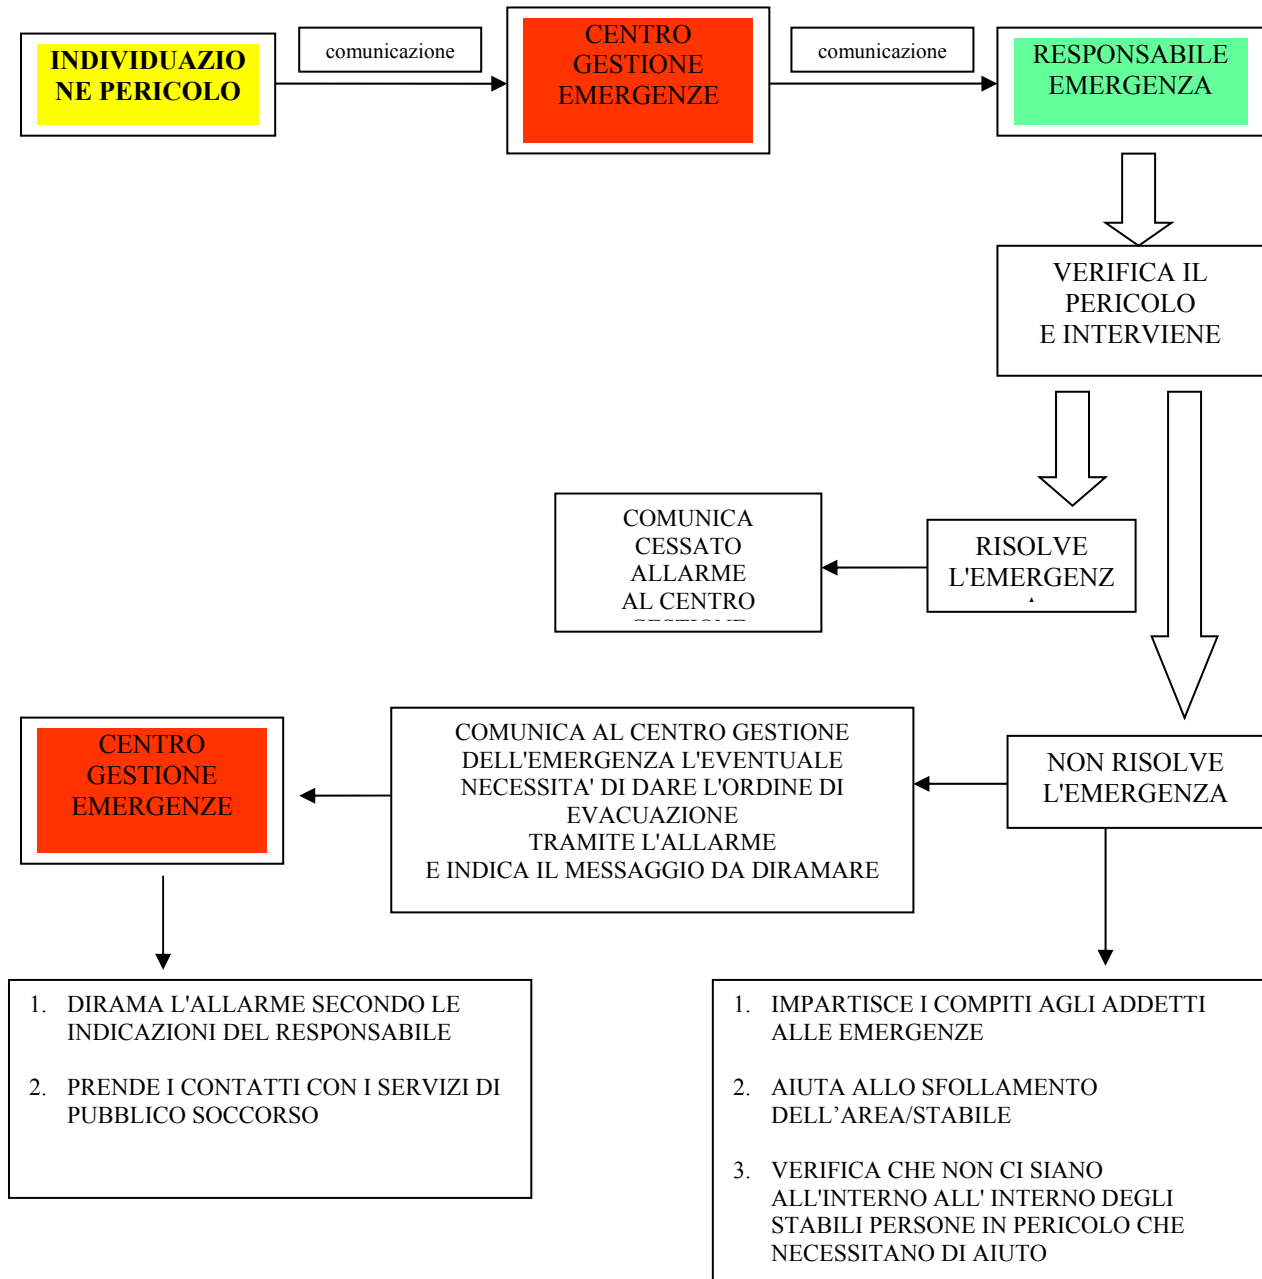 INDIVIDUAZIO
NE PERICOLO
comunicazione
CENTRO
GESTIONE
EMERGENZE
comunicazione
RESPONSABILE
EMERGENZA
VERIFICA IL
PERICOLO
E INTERVIENE
COMUNICA
CESSATO
ALLARME
AL CENTRO
RISOLVE
L'EMERGENZ
CENTRO
GESTIONE
EMERGENZE
COMUNICA AL CENTRO GESTIONE
DELL'EMERGENZA L'EVENTUALE
NECESSITA' DI DARE L'ORDINE DI
EVACUAZIONE
TRAMITE L'ALLARME
E INDICA IL MESSAGGIO DA DIRAMARE
NON RISOLVE
L'EMERGENZA
1. DIRAMA L'ALLARME SECONDO LE
INDICAZIONI DEL RESPONSABILE
2. PRENDE I CONTATTI CON I SERVIZI DI
PUBBLICO SOCCORSO
1. IMPARTISCE I COMPITI AGLI ADDETTI
ALLE EMERGENZE
2. AIUTA ALLO SFOLLAMENTO
DELL’AREA/STABILE
3. VERIFICA CHE NON CI SIANO
ALL'INTERNO ALL' INTERNO DEGLI
STABILI PERSONE IN PERICOLO CHE
NECESSITANO DI AIUTO